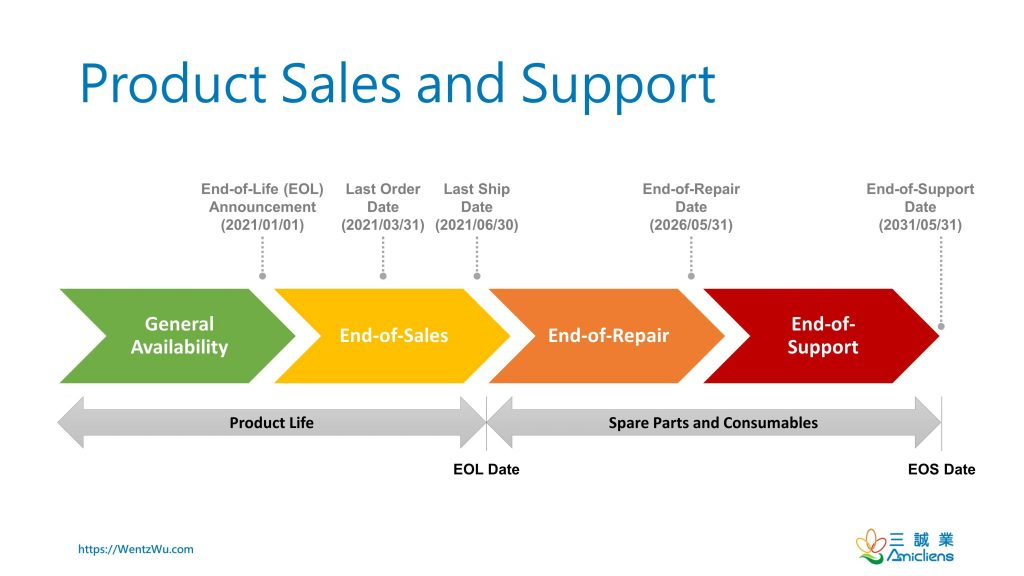 Product Sales and Support
End-of-Life (EOL)
Announcement
(2021/01/01)
Last Order
Date
(2021/03/31)
Last Ship
Date
(2021/06/30)
End-of-Repair
Date
(2026/05/31)
End-of-Support
Date
(2031/05/31)
General
Availability
End-of-Sales
End-of-Repair
End-of-
Support
Product Life
Spare Parts and Consumables
EOL Date
EOS Date
https://WentzWu.com
三誠業
Amicliens